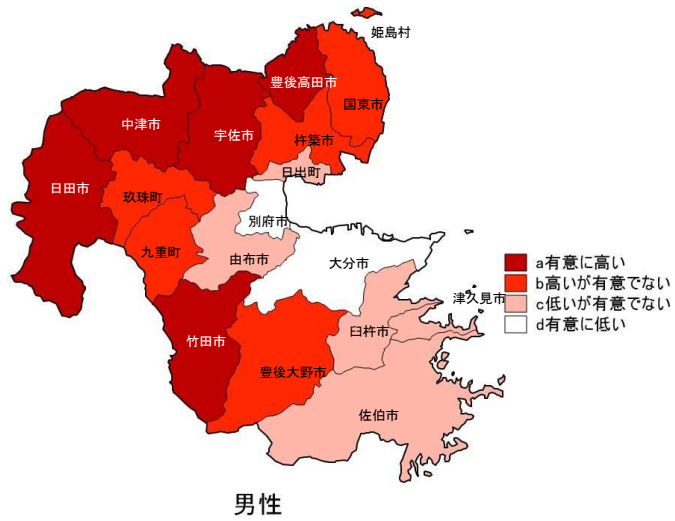 姫島村
豊後高田市
国東市
中津市
宇佐市
杵築市
日出町
日田市
玖珠町
別府市
九重町
由布市
大分市
a有意に高い
b高いが有意でない
c低いが有意でない
d有意に低い
津久見市
臼杵市
竹田市
豊後大野市
佐伯市
男性